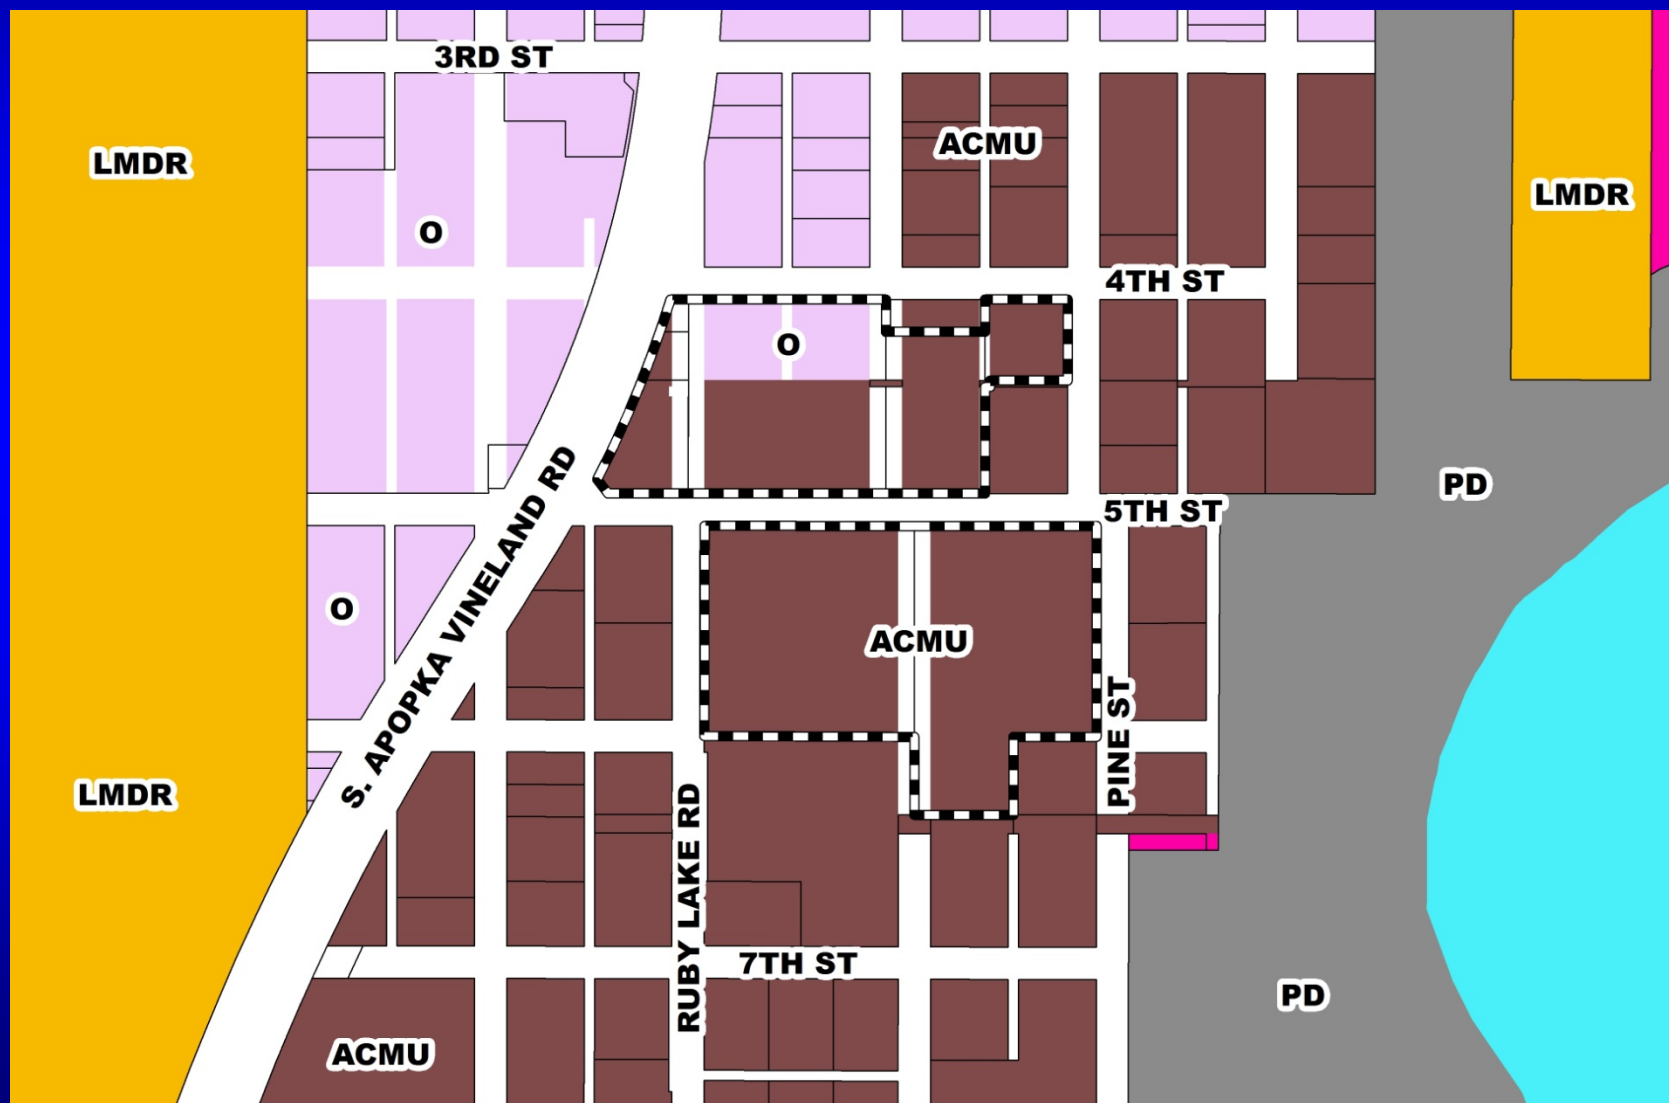 3RD ST
LMDR
ACMU
LMDR
O
4TH ST
O
PD
5TH ST
O
ACMU
S. APOPKA VINELAND RD
PINE ST
LMDR
RUBY LAKE RD
7TH ST
PD
ACMU